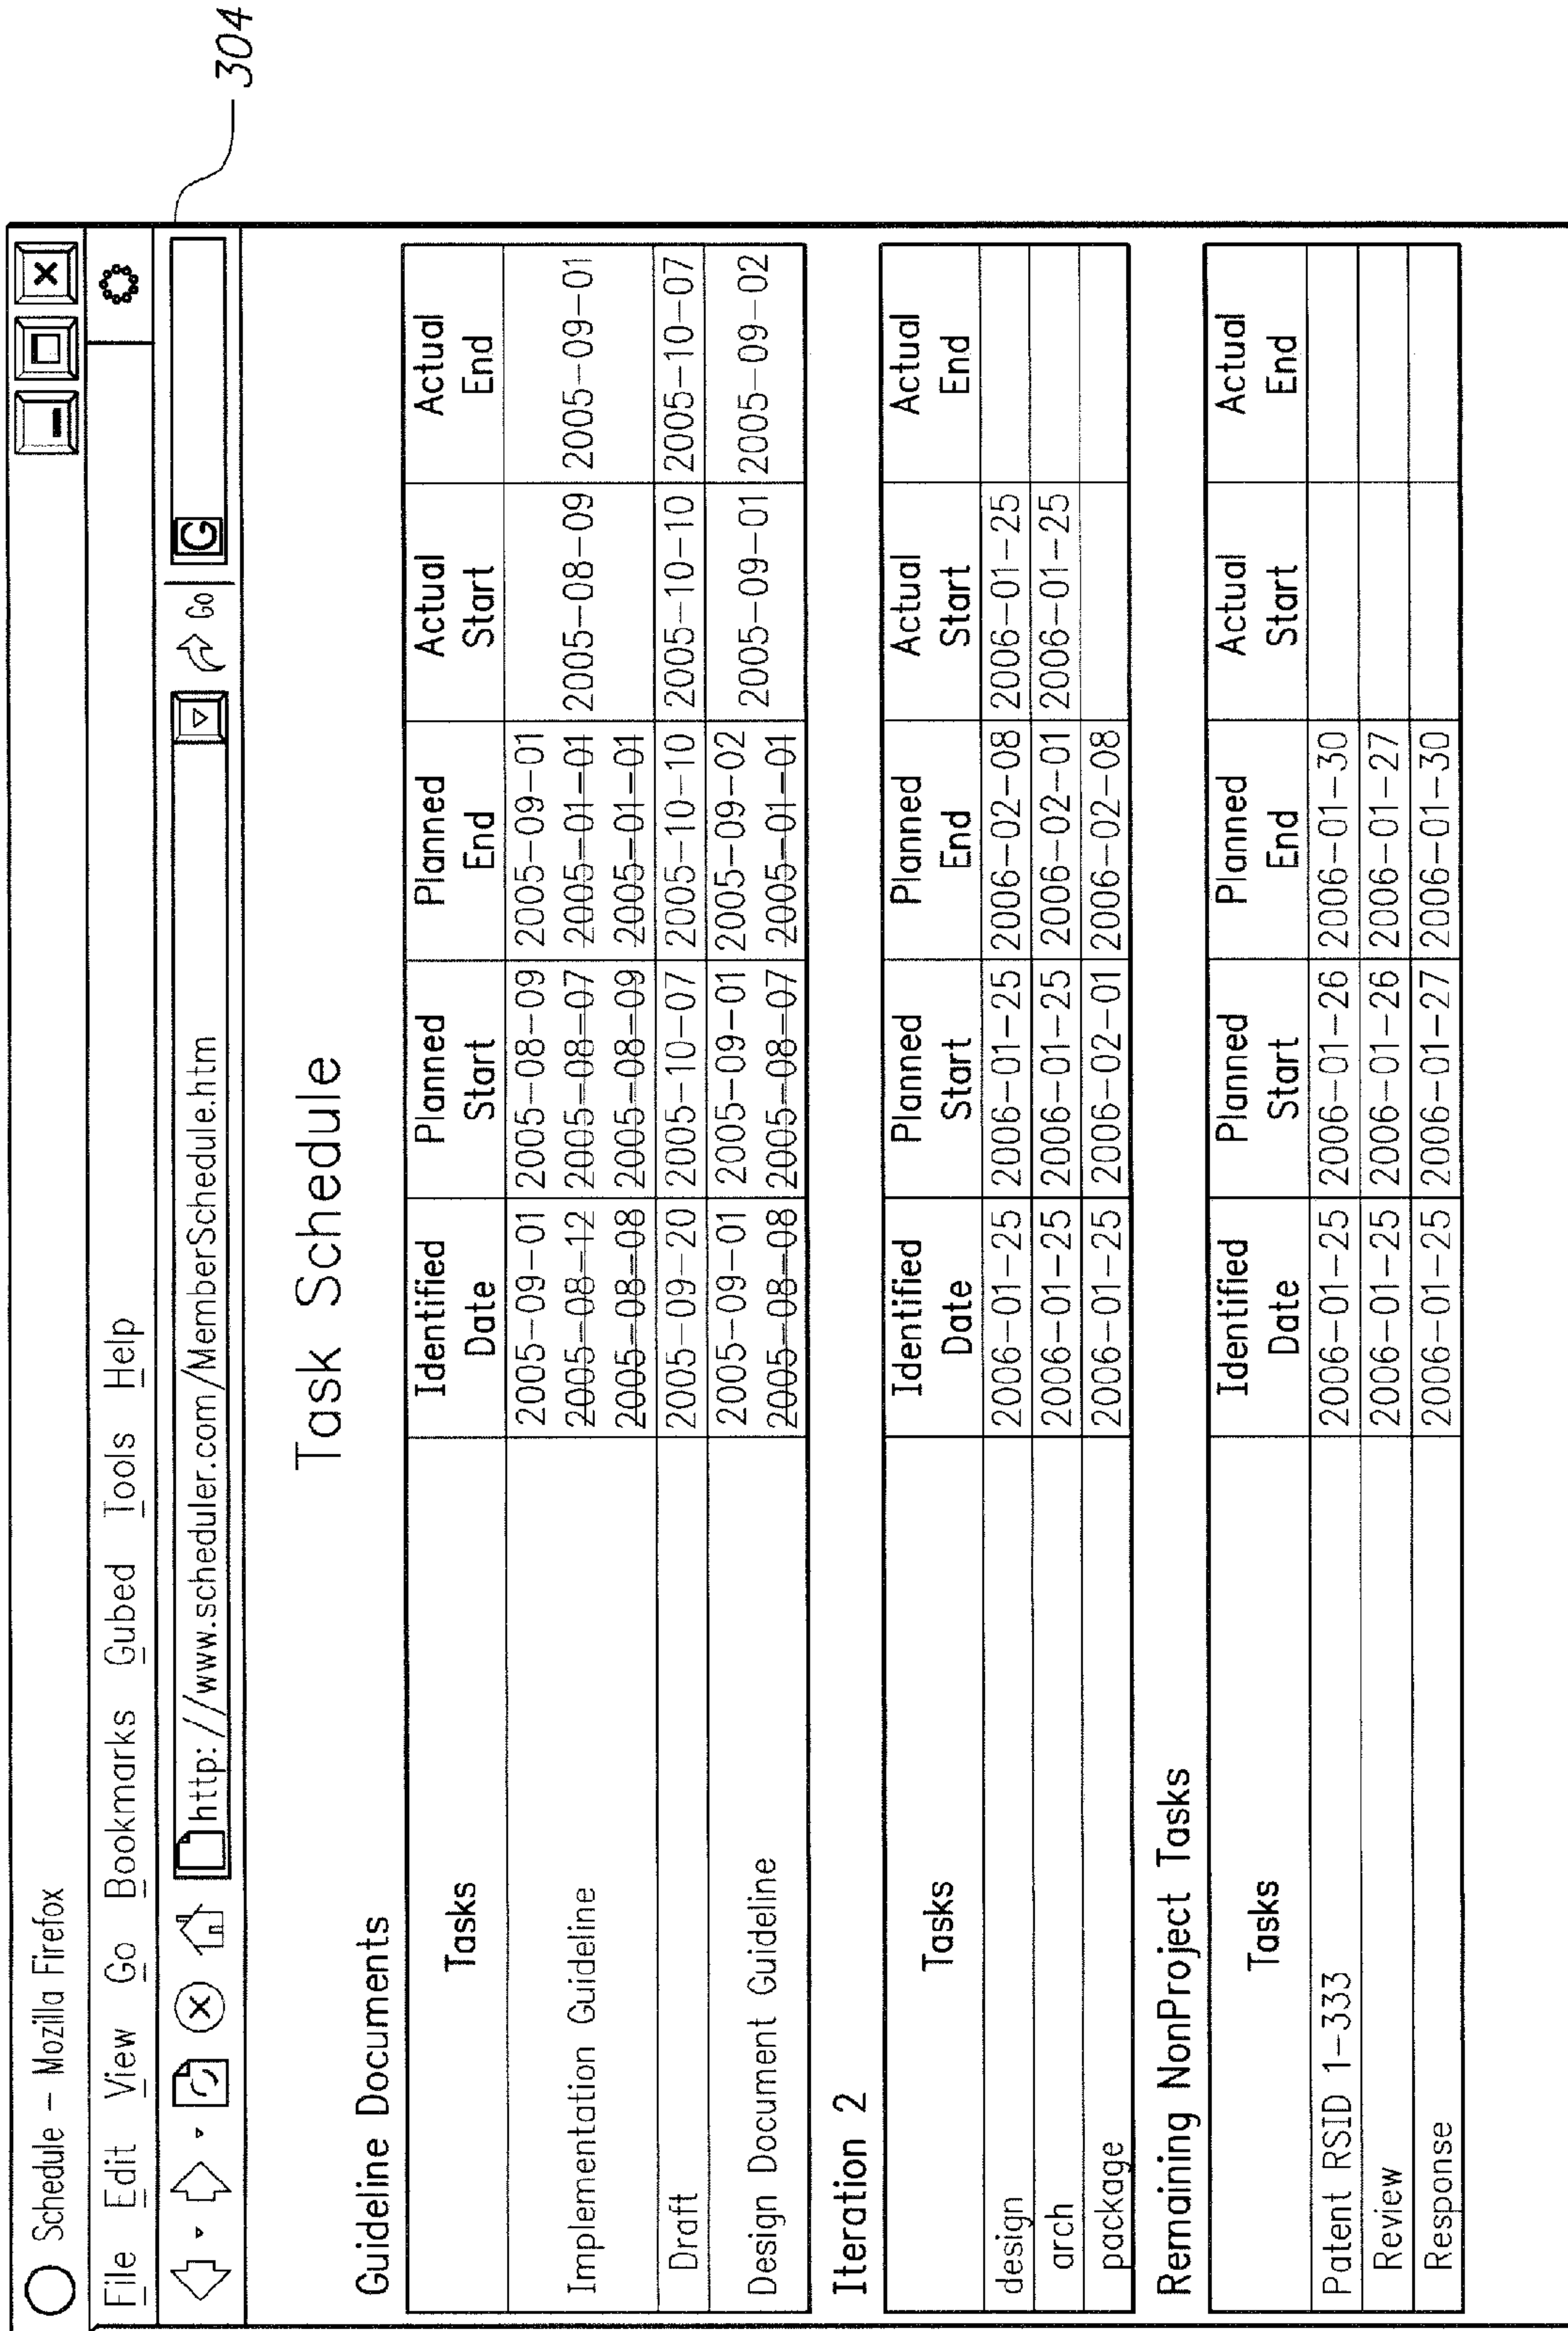 304
Schedule – Mozilla Firefox
File Edit View Go Bookmarks Gubed Tools Help
http://www.scheduler.com/MemberSchedule.htm Go G
Task Schedule
Guideline Documents
Tasks Identified Date Planned Start Planned End Actual Start Actual End
2005-09-01 2005-08-09 2005-09-01
Implementation Guideline 2005-08-12 2005-08-07 2005-01-01 2005-08-09 2005-09-01
2005-08-08 2005-08-09 2005-01-01
Draft 2005-09-20 2005-10-07 2005-10-10 2005-10-10 2005-10-07
2005-09-01 2005-09-01 2005-09-02
Design Document Guideline 2005-09-01 2005-09-02
2005-08-08 2005-08-07 2005-01-01
Iteration 2
Tasks Identified Date Planned Start Planned End Actual Start Actual End
design 2006-01-25 2006-01-25 2006-02-08 2006-01-25
arch 2006-01-25 2006-01-25 2006-02-01 2006-01-25
package 2006-01-25 2006-02-01 2006-02-08
Remaining NonProject Tasks
Tasks Identified Date Planned Start Planned End Actual Start Actual End
Patent RSID 1-333 2006-01-25 2006-01-26 2006-01-30
Review 2006-01-25 2006-01-26 2006-01-27
Response 2006-01-25 2006-01-27 2006-01-30